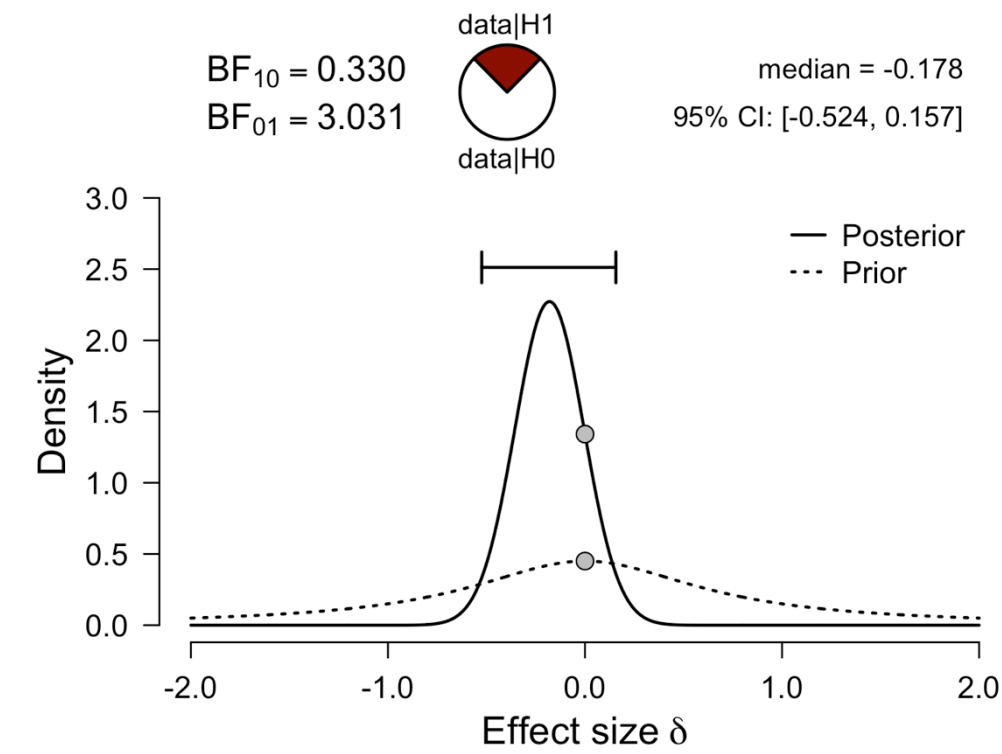 data|H1
BF₁₀ = 0.330
BF₀₁ = 3.031
data|H0
median = -0.178
95% CI: [-0.524, 0.157]
Posterior
Prior
Density
3.0
2.5
2.0
1.5
1.0
0.5
0.0
-2.0 -1.0 0.0 1.0 2.0
Effect size δ